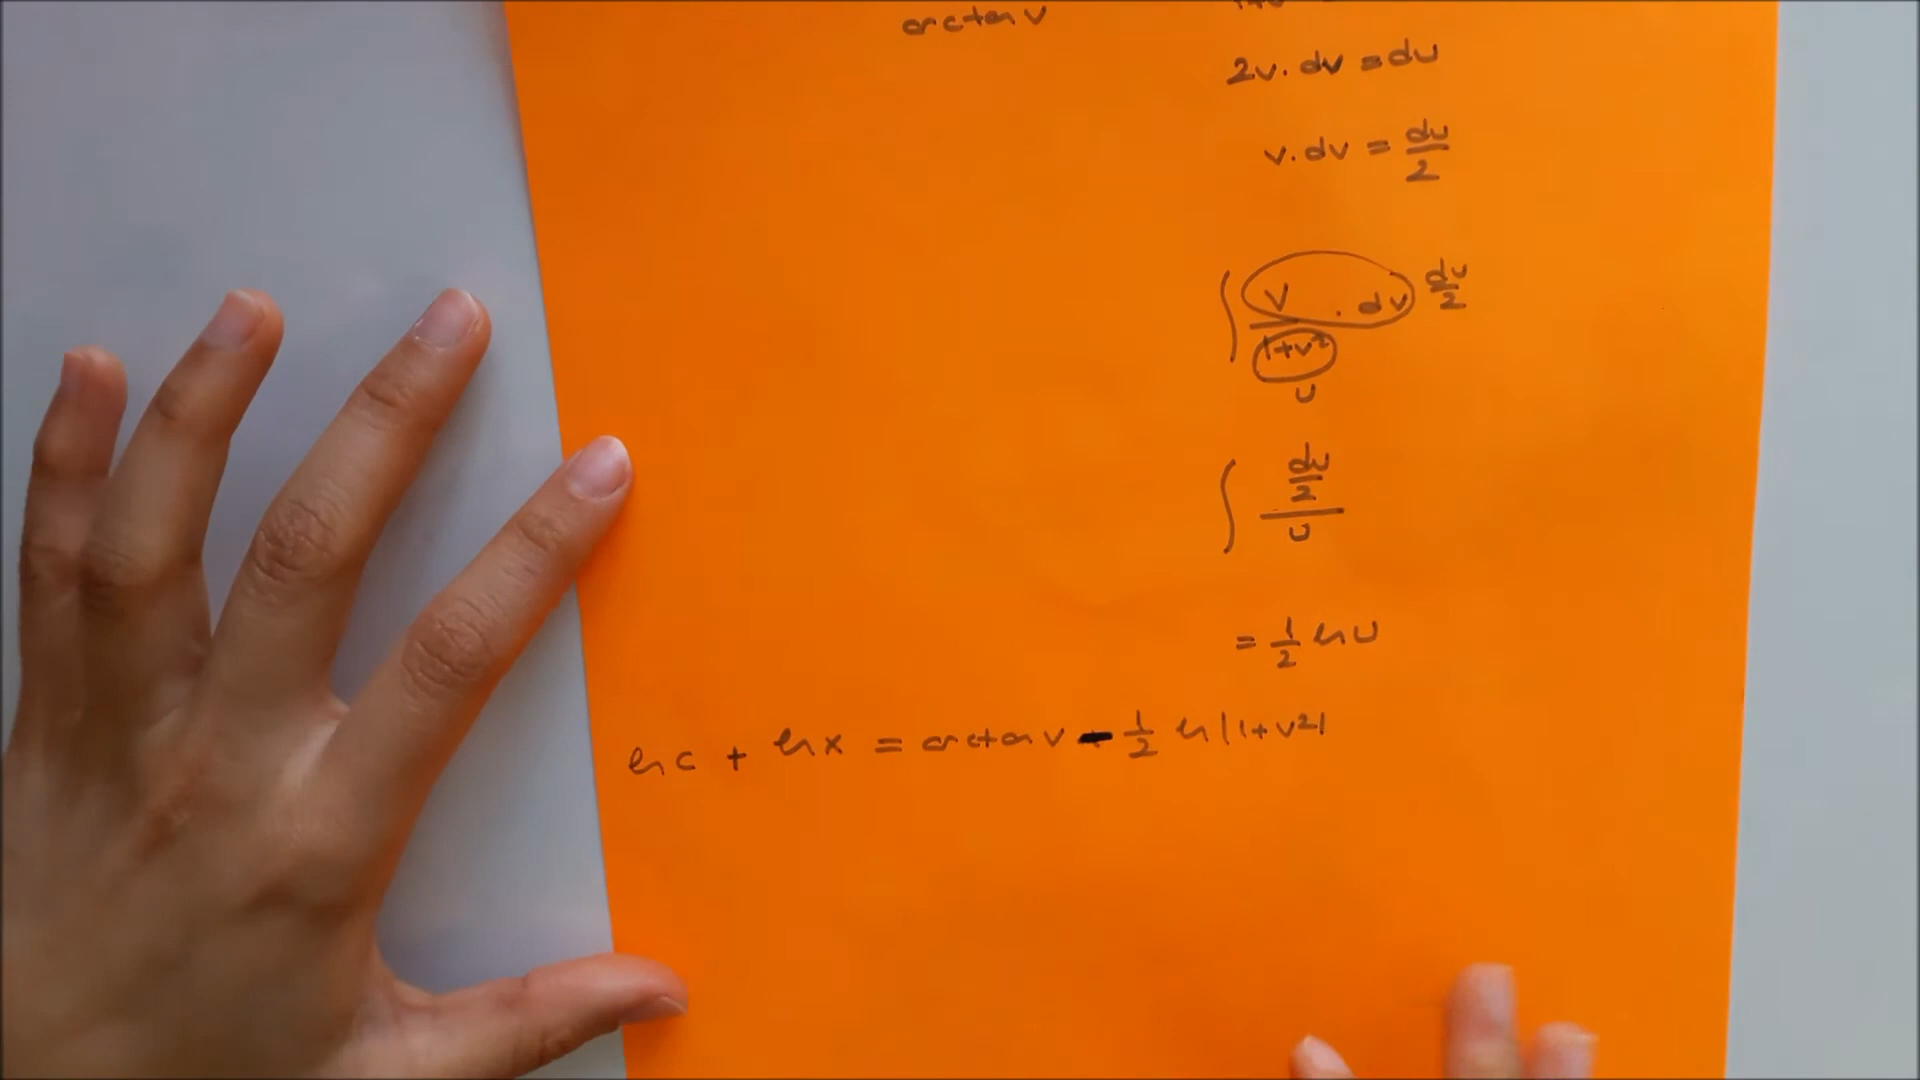 arctan v
2v. dv = du
v. dv = du/2
∫ v/(1+v²) . dv du/2
u
∫ (du/2)/u
= 1/2 ln u
ln c + ln x = arctan v - 1/2 ln |1+v²|